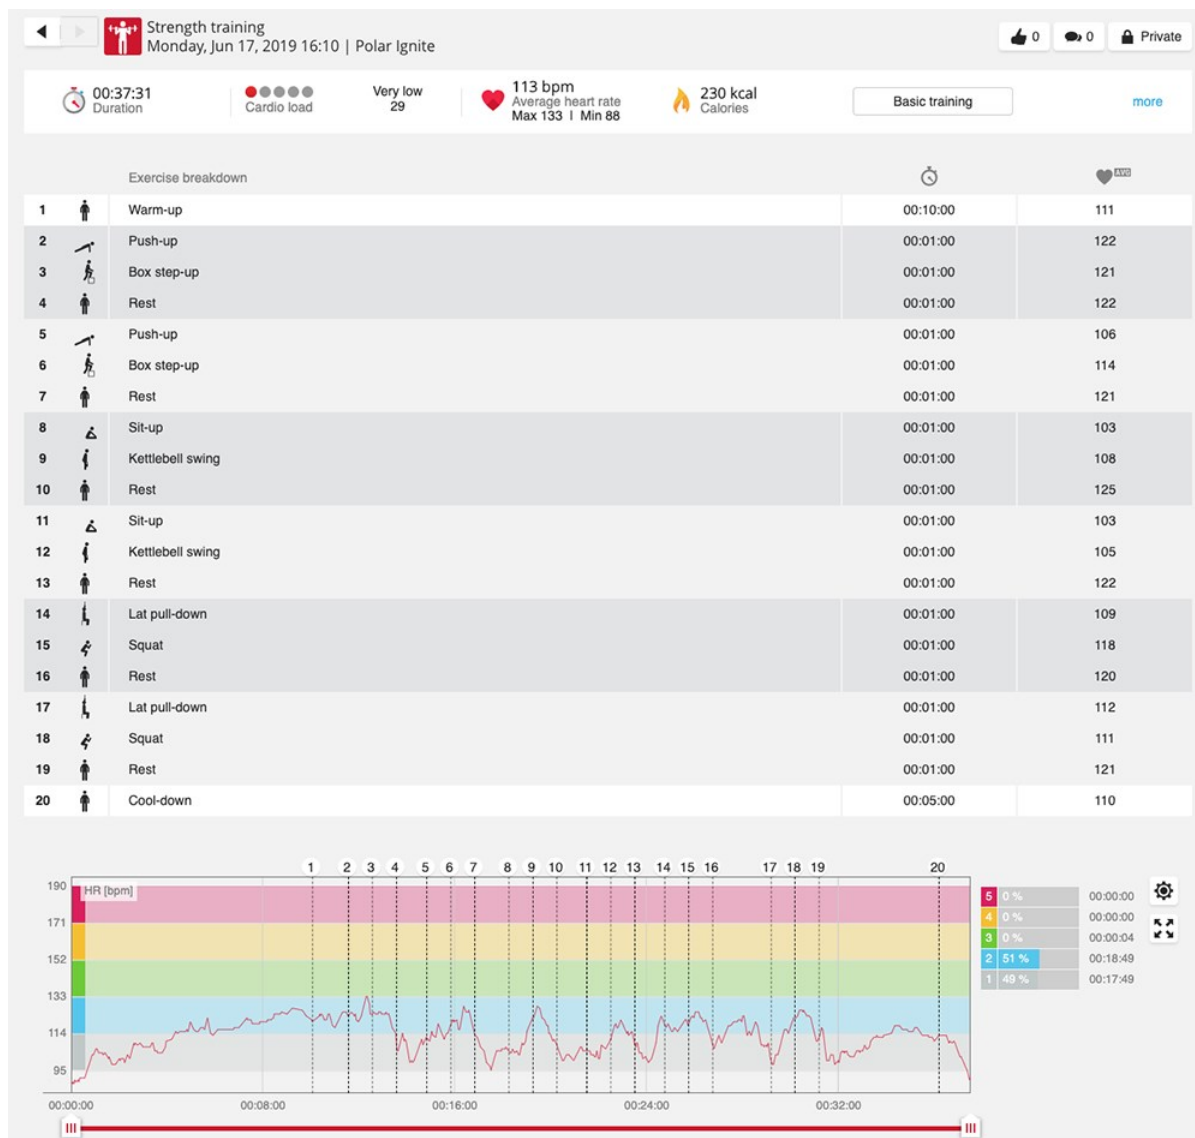 Strength training
Monday, Jun 17, 2019 16:10 | Polar Ignite
0 0 Private
00:37:31
Duration
Cardio load
Very low
29
113 bpm
Average heart rate
Max 133 | Min 88
230 kcal
Calories
Basic training
more
Exercise breakdown AVG
1 Warm-up 00:10:00 111
2 Push-up 00:01:00 122
3 Box step-up 00:01:00 121
4 Rest 00:01:00 122
5 Push-up 00:01:00 106
6 Box step-up 00:01:00 114
7 Rest 00:01:00 121
8 Sit-up 00:01:00 103
9 Kettlebell swing 00:01:00 108
10 Rest 00:01:00 125
11 Sit-up 00:01:00 103
12 Kettlebell swing 00:01:00 105
13 Rest 00:01:00 122
14 Lat pull-down 00:01:00 109
15 Squat 00:01:00 118
16 Rest 00:01:00 120
17 Lat pull-down 00:01:00 112
18 Squat 00:01:00 111
19 Rest 00:01:00 121
20 Cool-down 00:05:00 110
1 2 3 4 5 6 7 8 9 10 11 12 13 14 15 16 17 18 19 20
HR [bpm]
190
171
152
133
114
95
00:00:00 00:08:00 00:16:00 00:24:00 00:32:00
5 0 % 00:00:00
4 0 % 00:00:00
3 0 % 00:00:04
2 51 % 00:18:49
1 49 % 00:17:49